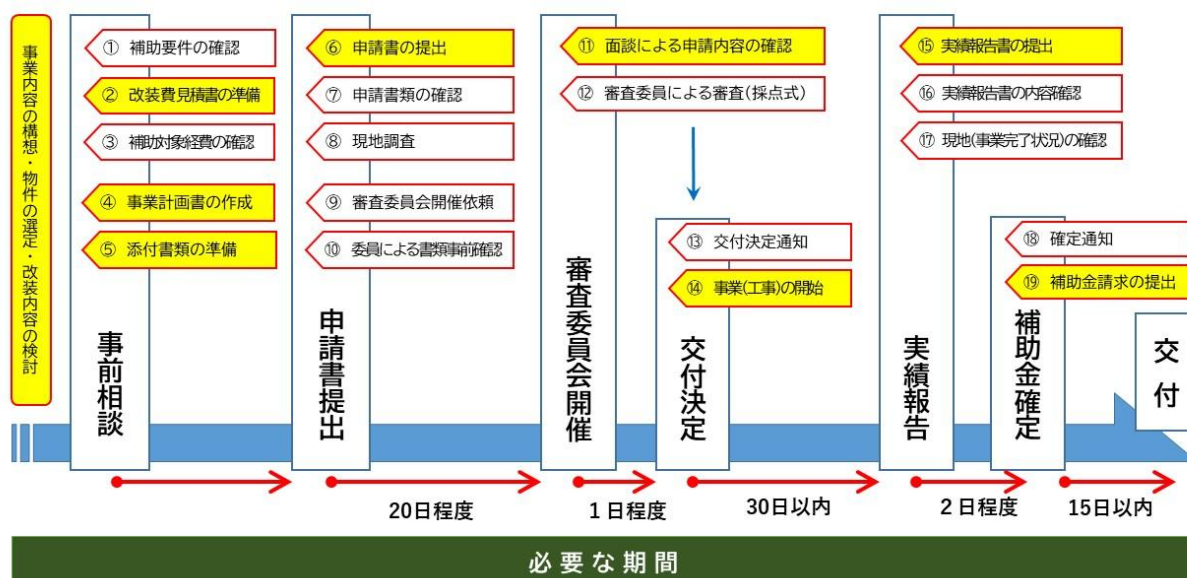 事業内容の構想・物件の選定・改装内容の検討
① 補助要件の確認
② 改装費見積書の準備
③ 補助対象経費の確認
④ 事業計画書の作成
⑤ 添付書類の準備
事前相談
⑥ 申請書の提出
⑦ 申請書類の確認
⑧ 現地調査
⑨ 審査委員会開催依頼
⑩ 委員による書類事前確認
申請書提出
⑪ 面談による申請内容の確認
⑫ 審査委員による審査(採点式)
審査委員会開催
⑬ 交付決定通知
⑭ 事業(工事)の開始
交付決定
⑮ 実績報告書の提出
⑯ 実績報告書の内容確認
⑰ 現地(事業完了状況)の確認
実績報告
⑱ 確定通知
⑲ 補助金請求の提出
補助金確定
交付
20日程度
1日程度
30日以内
2日程度
15日以内
必要な期間